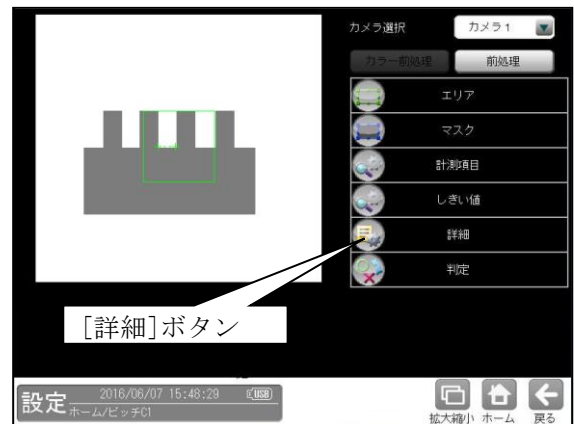 カメラ選択
カメラ1
カラー前処理
前処理
エリア
マスク
計測項目
しきい値
詳細
判定
[詳細]ボタン
設定
2016/06/07 15:48:29
USB
ホーム/ピッチC1
拡大縮小
ホーム
戻る